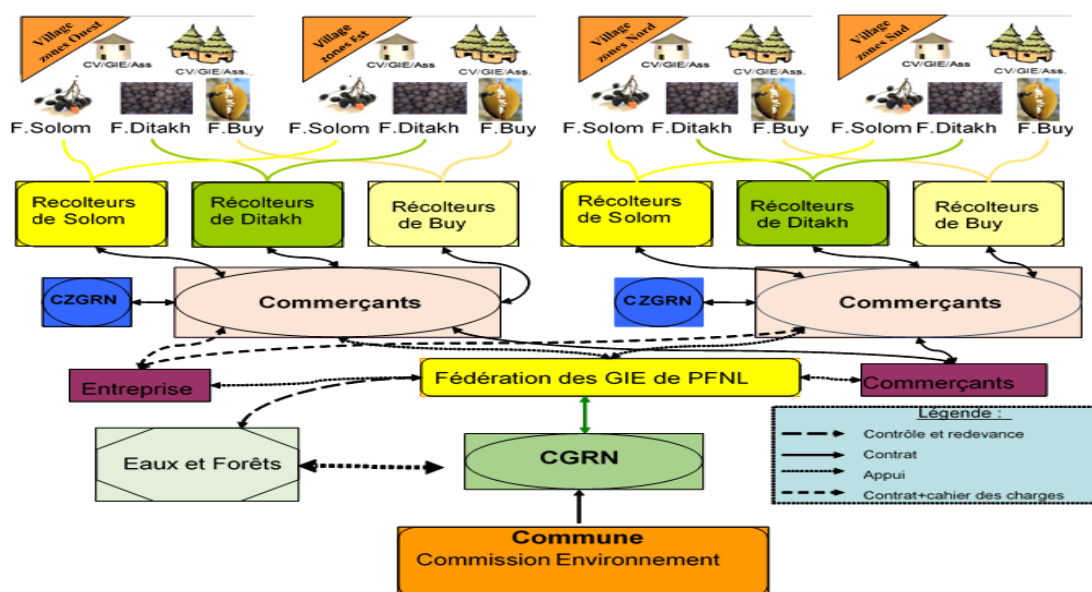 Village
zones Ouest
CV/GIE/Ass
CV/GIE/Ass.
F.Solom
F.Ditakh
F.Buy
Village
zones Est
CV/GIE/Ass
CV/GIE/Ass.
F.Solom
F.Ditakh
F.Buy
Village
zones Nord
CV/GIE/Ass
CV/GIE/Ass.
F.Solom
F.Ditakh
F.Buy
Village
zones Sud
CV/GIE/Ass
CV/GIE/Ass.
F.Solom
F.Ditakh
F.Buy
Recolteurs
de Solom
Récolteurs
de Ditakh
Récolteurs
de Buy
Récolteurs
de Solom
Récolteurs
de Ditakh
Récolteurs
de Buy
CZGRN
Commerçants
CZGRN
Commerçants
Entreprise
Fédération des GIE de PFNL
Commerçants
Eaux et Forêts
CGRN
Légende :
Contrôle et redevance
Contrat
Appui
Contrat+cahier des charges
Commune
Commission Environnement